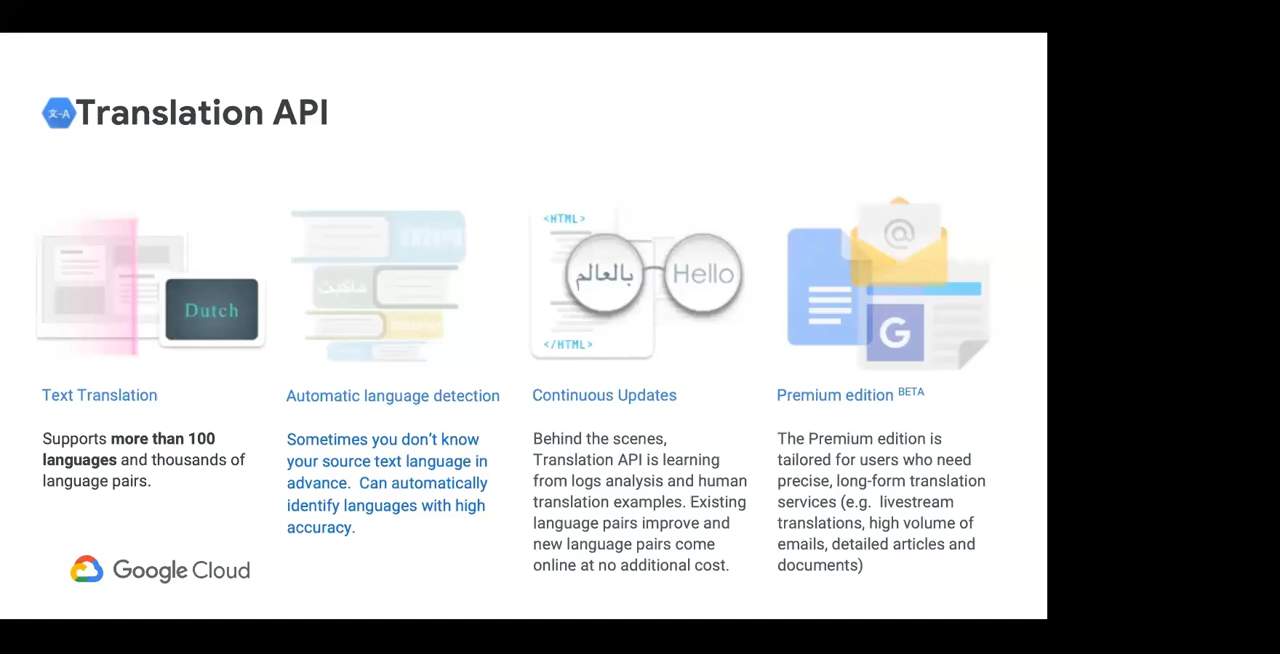 Translation API
Dutch
<HTML>
بالعالم
Hello
</HTML>
@
G
Text Translation
Supports more than 100
languages and thousands of
language pairs.
Automatic language detection
Sometimes you don’t know
your source text language in
advance.  Can automatically
identify languages with high
accuracy.
Continuous Updates
Behind the scenes,
Translation API is learning
from logs analysis and human
translation examples. Existing
language pairs improve and
new language pairs come
online at no additional cost.
Premium edition BETA
The Premium edition is
tailored for users who need
precise, long-form translation
services (e.g.  livestream
translations, high volume of
emails, detailed articles and
documents)
Google Cloud